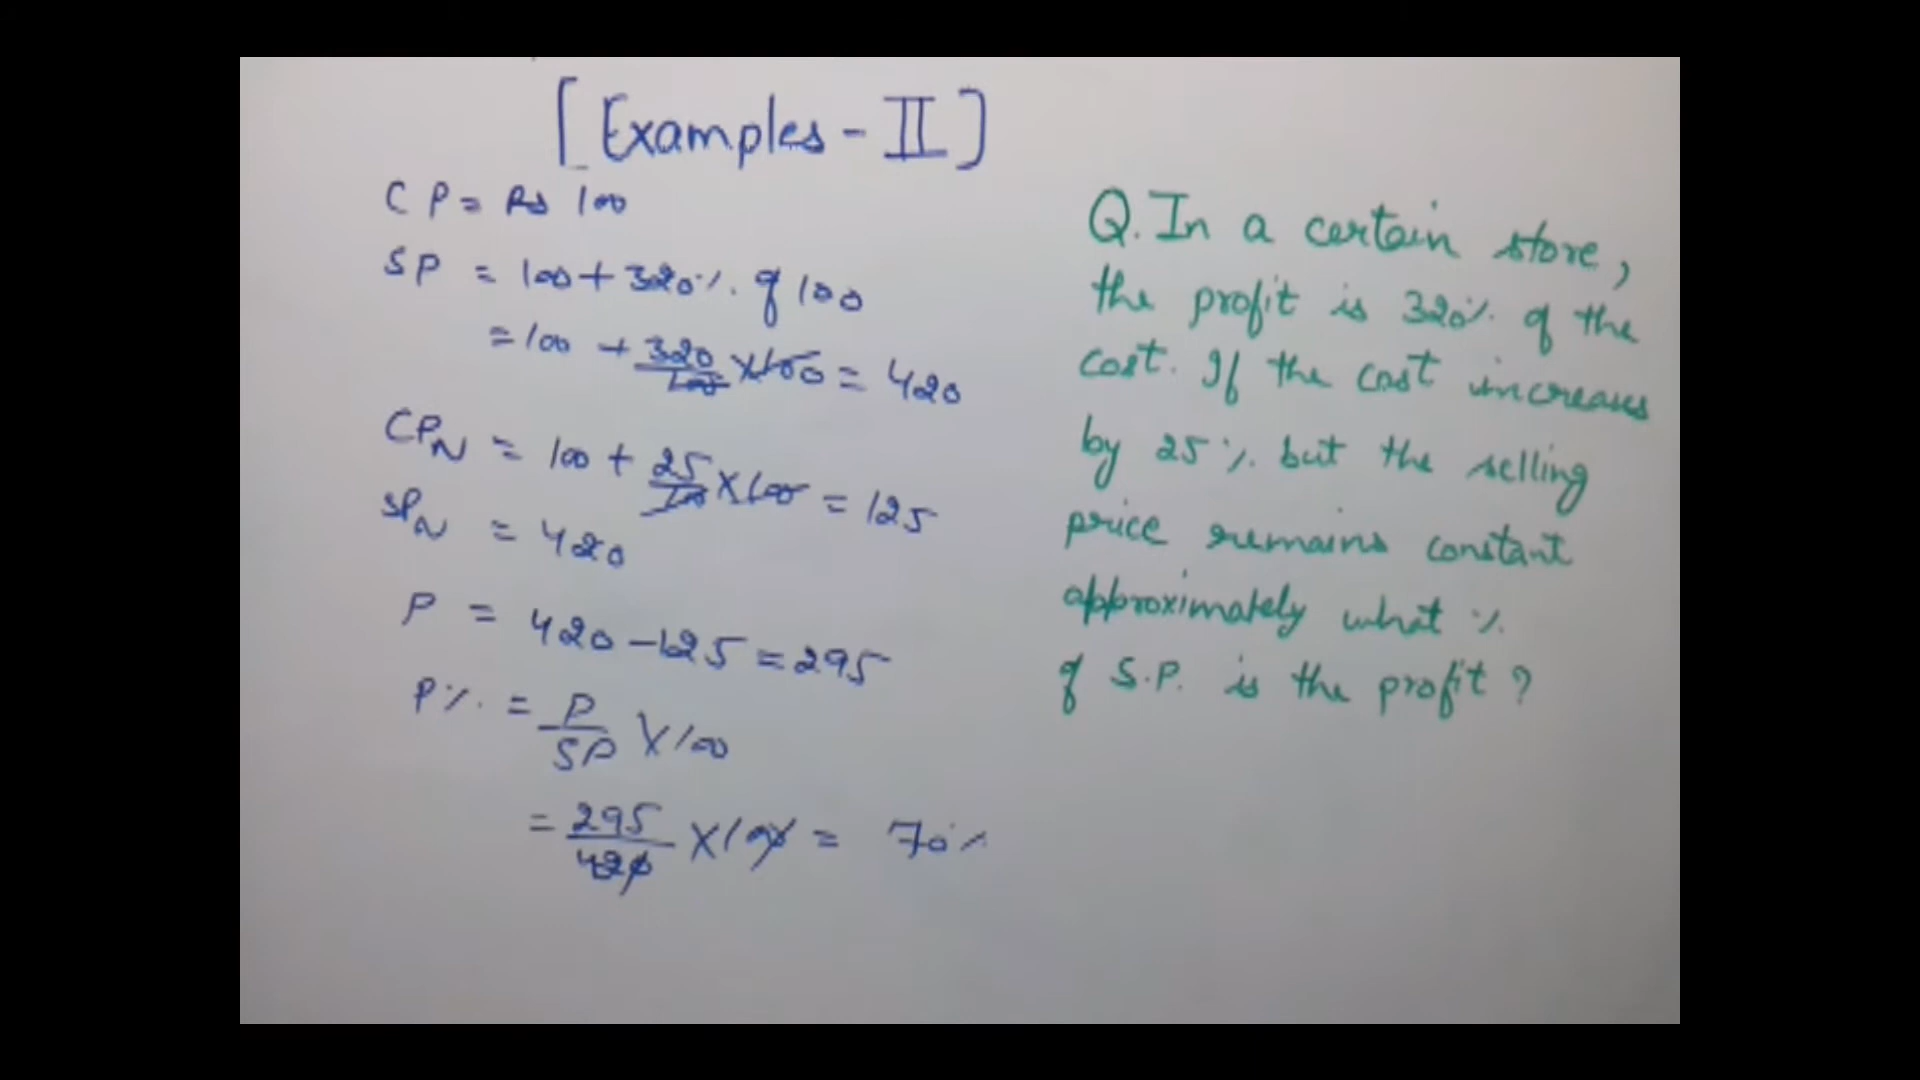 [Examples - II]
CP = Rs 100
SP = 100 + 320% of 100
= 100 + 320/100 × 100 = 420
CPN = 100 + 25/100 × 100 = 125
SPN = 420
P = 420 - 125 = 295
P% = P/SP × 100
= 295/420 × 100 = 70%
Q. In a certain store,
the profit is 320% of the
cost. If the cost increases
by 25% but the selling
price remains constant
approximately what %
of S.P. is the profit ?